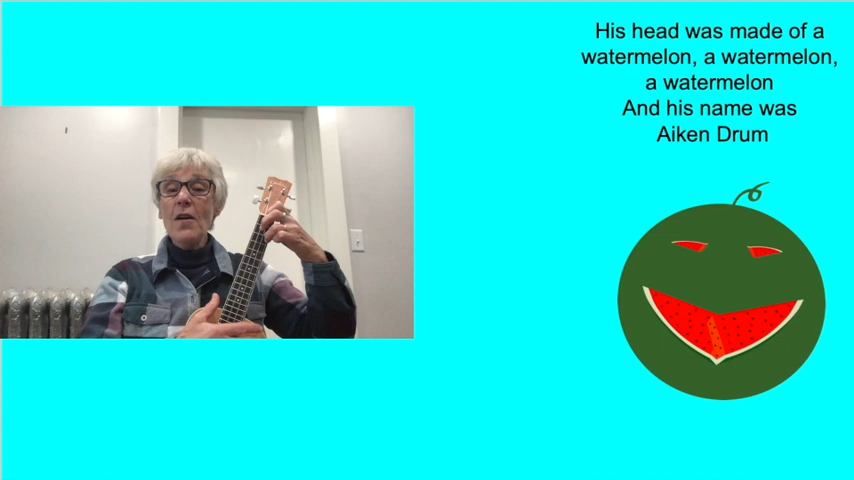 His head was made of a
watermelon, a watermelon,
a watermelon
And his name was
Aiken Drum